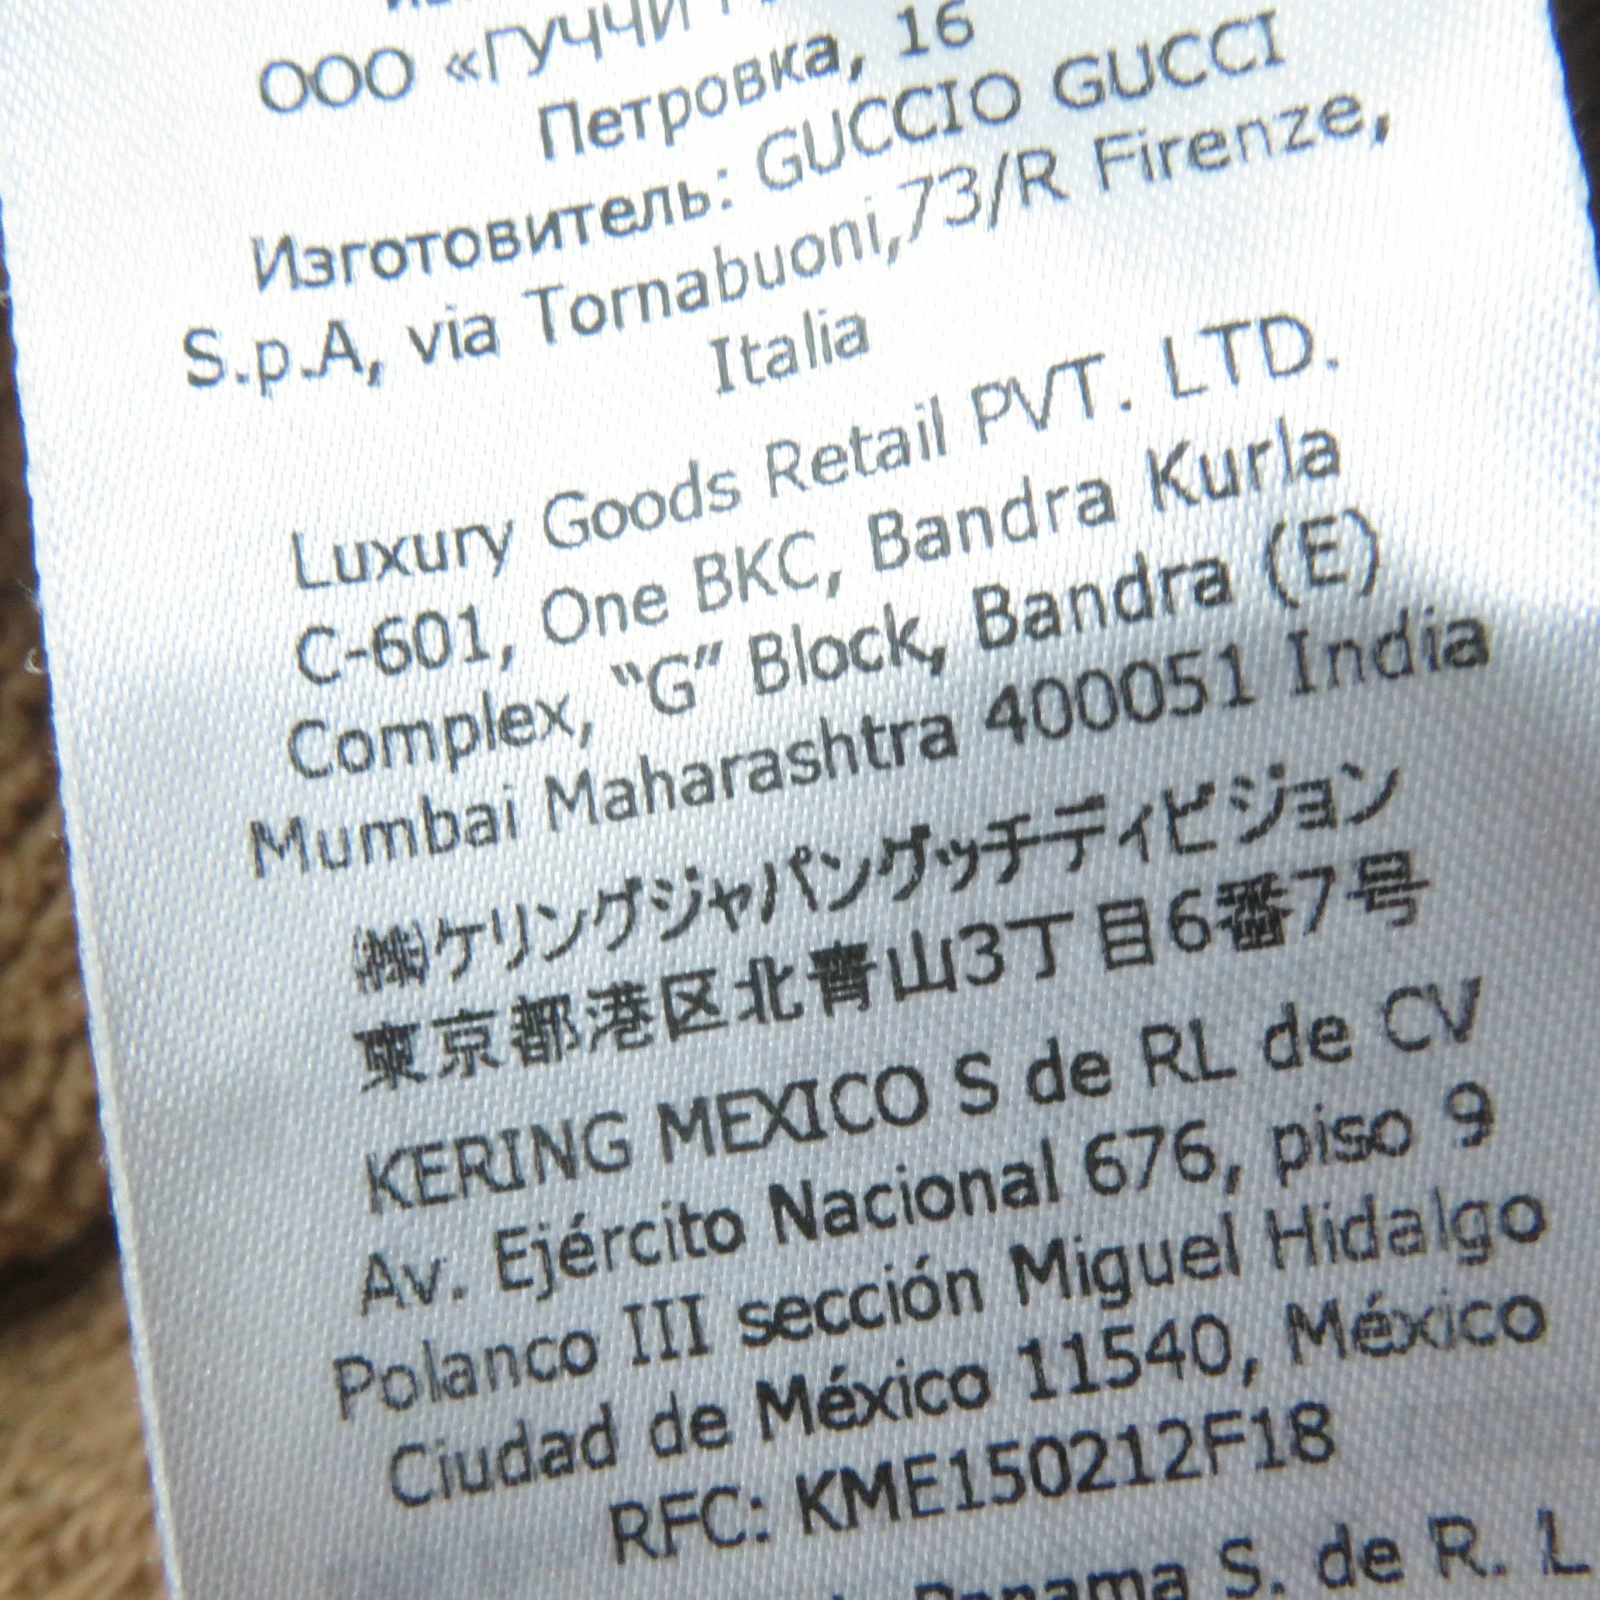 ООО «ГУЧЧИ
Петровка, 16
Изготовитель: GUCCIO GUCCI
S.p.A, via Tornabuoni,73/R Firenze,
Italia
Luxury Goods Retail PVT. LTD.
C-601, One BKC, Bandra Kurla
Complex, “G” Block, Bandra (E)
Mumbai Maharashtra 400051 India
㈱ケリングジャパングッチディビジョン
東京都港区北青山3丁目6番7号
KERING MEXICO S de RL de CV
Av. Ejército Nacional 676, piso 9
Polanco III sección Miguel Hidalgo
Ciudad de México 11540, México
RFC: KME150212F18
Panama S. de R. L